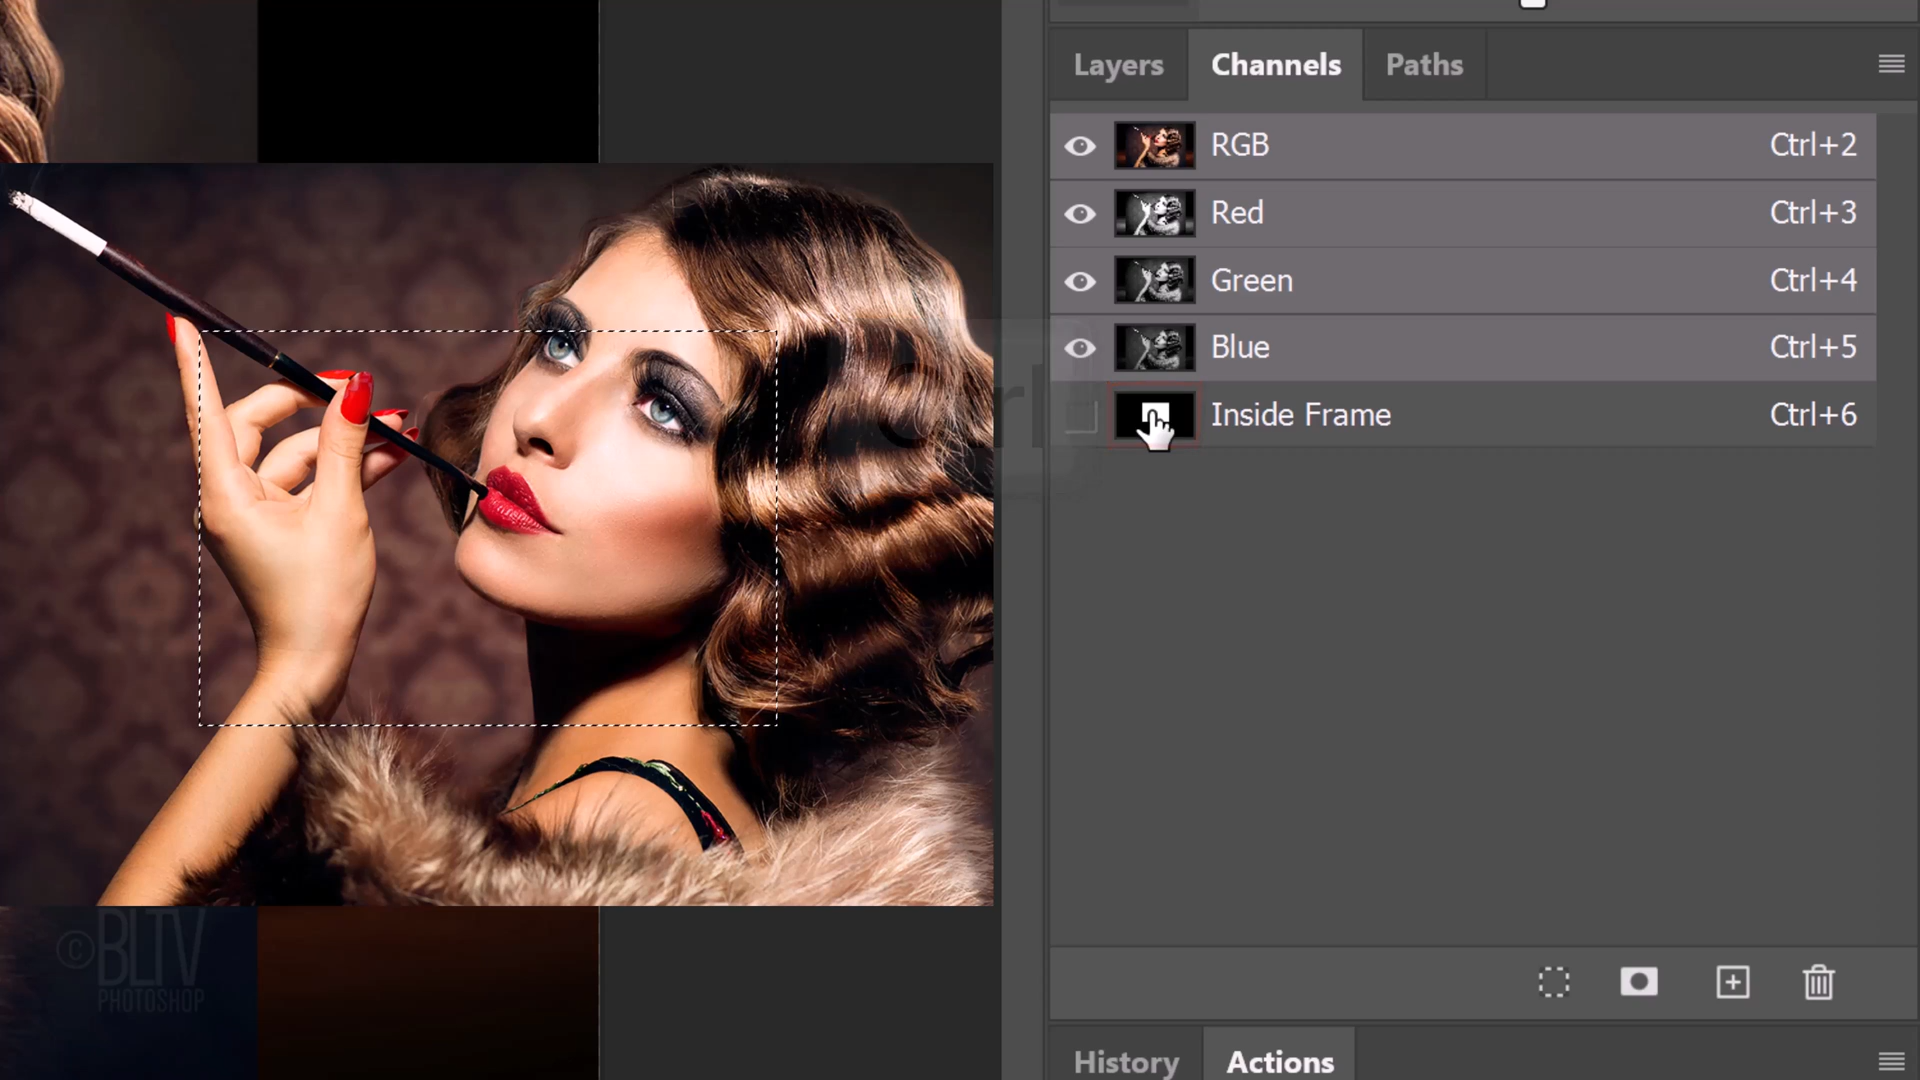 Layers Channels Paths
RGB Ctrl+2
Red Ctrl+3
Green Ctrl+4
Blue Ctrl+5
Inside Frame Ctrl+6
© BLTV
PHOTOSHOP
History Actions